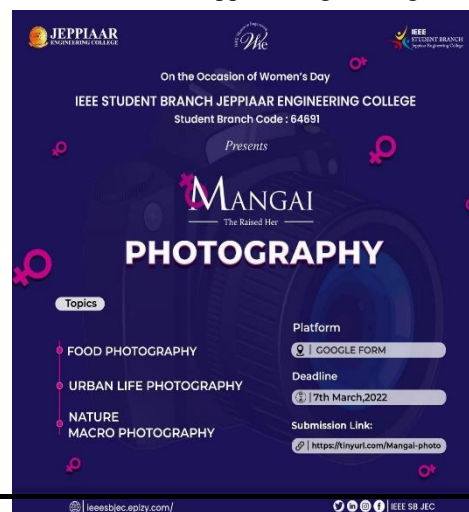 JEPPIAAR
ENGINEERING COLLEGE
IEEE
STUDENT BRANCH
Jeppiaar Engineering College
On the Occasion of Women's Day
IEEE STUDENT BRANCH JEPPIAAR ENGINEERING COLLEGE
Student Branch Code : 64691
Presents
MANGAI
The Raised Her
PHOTOGRAPHY
Topics
FOOD PHOTOGRAPHY
URBAN LIFE PHOTOGRAPHY
NATURE
MACRO PHOTOGRAPHY
Platform
GOOGLE FORM
Deadline
7th March,2022
Submission Link:
https://tinyurl.com/Mangai-photo
ieeesbjec.epizy.com/
IEEE SB JEC